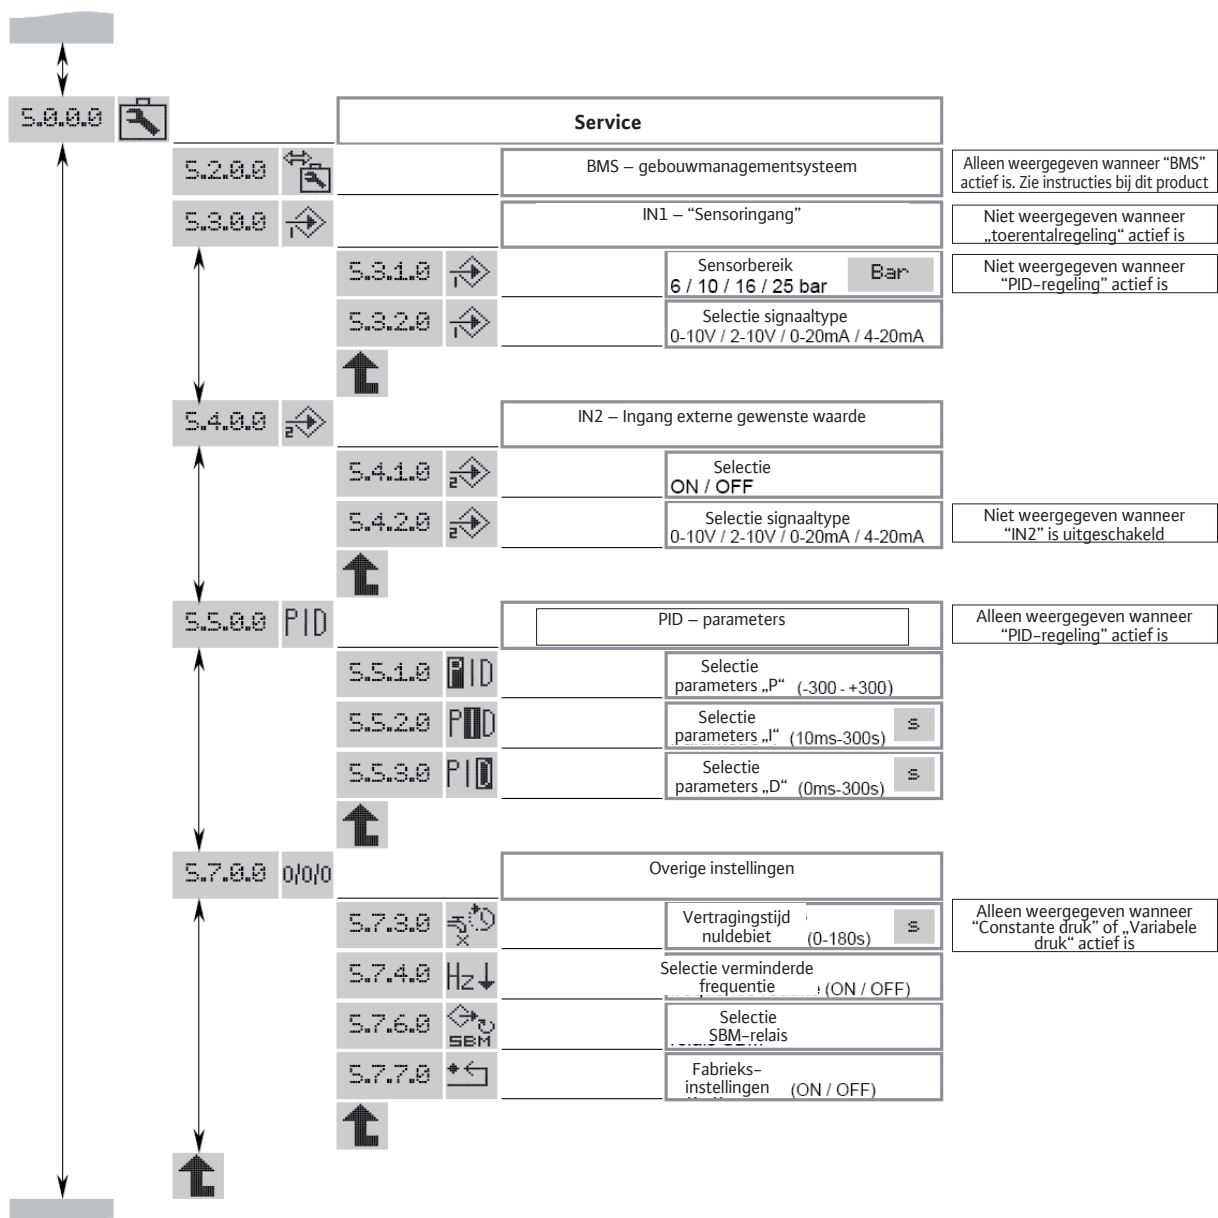 5.0.0.0
Service
5.2.0.0
BMS – gebouwmanagementsysteem
Alleen weergegeven wanneer “BMS”
actief is. Zie instructies bij dit product
5.3.0.0
1
IN1 – “Sensoringang”
Niet weergegeven wanneer
„toerentalregeling“ actief is
5.3.1.0
1
Sensorbereik
6 / 10 / 16 / 25 bar
Bar
Niet weergegeven wanneer
“PID-regeling” actief is
5.3.2.0
1
Selectie signaaltype
0-10V / 2-10V / 0-20mA / 4-20mA
5.4.0.0
2
IN2 – Ingang externe gewenste waarde
5.4.1.0
2
Selectie
ON / OFF
5.4.2.0
2
Selectie signaaltype
0-10V / 2-10V / 0-20mA / 4-20mA
Niet weergegeven wanneer
“IN2” is uitgeschakeld
5.5.0.0
PID
PID – parameters
Alleen weergegeven wanneer
“PID-regeling” actief is
5.5.1.0
PID
Selectie
parameters „P“ (-300 - +300)
5.5.2.0
PID
Selectie
parameters „I“ (10ms-300s)
s
5.5.3.0
PID
Selectie
parameters „D“ (0ms-300s)
s
5.7.0.0
0/0/0
Overige instellingen
5.7.3.0
Vertragingstijd
nuldebiet (0-180s)
s
Alleen weergegeven wanneer
“Constante druk” of „Variabele
druk“ actief is
5.7.4.0
Hz
Selectie verminderde
frequentie (ON / OFF)
5.7.6.0
SBM
Selectie
SBM-relais
5.7.7.0
Fabrieks-
instellingen (ON / OFF)